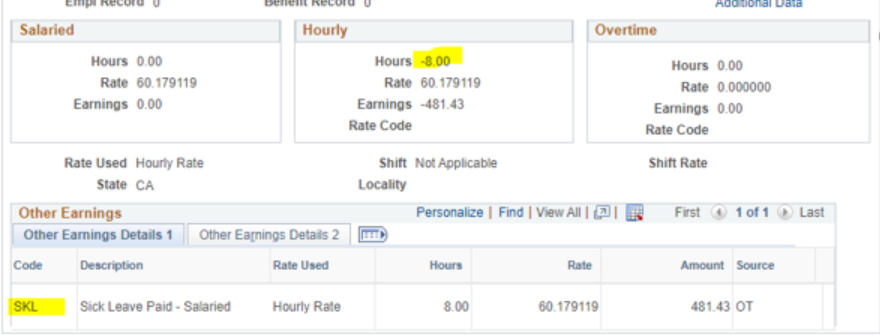 Empl Record 0 Benefit Record 0 Additional Data
Salaried Hourly Overtime
Hours 0.00 Hours -8.00 Hours 0.00
Rate 60.179119 Rate 60.179119 Rate 0.000000
Earnings 0.00 Earnings -481.43 Earnings 0.00
Rate Code Rate Code
Rate Used Hourly Rate Shift Not Applicable Shift Rate
State CA Locality
Other Earnings Personalize | Find | View All | | First 1 of 1 Last
Other Earnings Details 1 Other Earnings Details 2
Code Description Rate Used Hours Rate Amount Source
SKL Sick Leave Paid - Salaried Hourly Rate 8.00 60.179119 481.43 OT